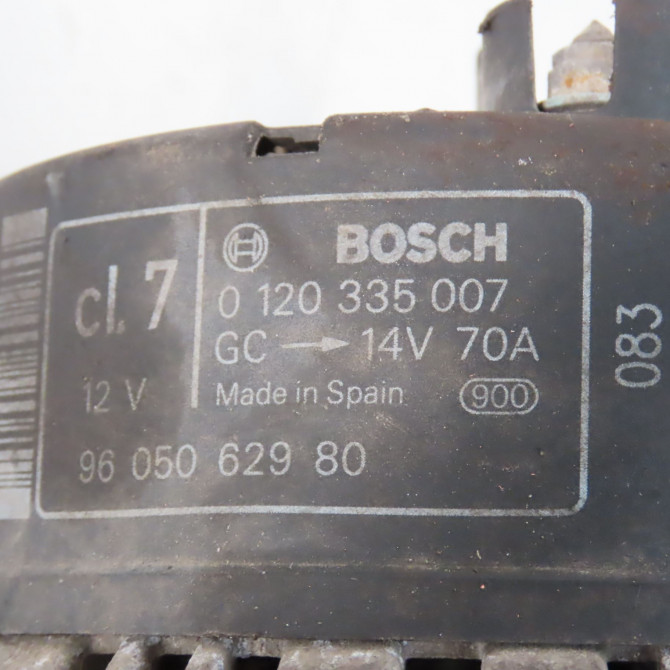 cl. 7
12 V
BOSCH
0 120 335 007
GC → 14V 70A
Made in Spain 900
96 050 629 80
083